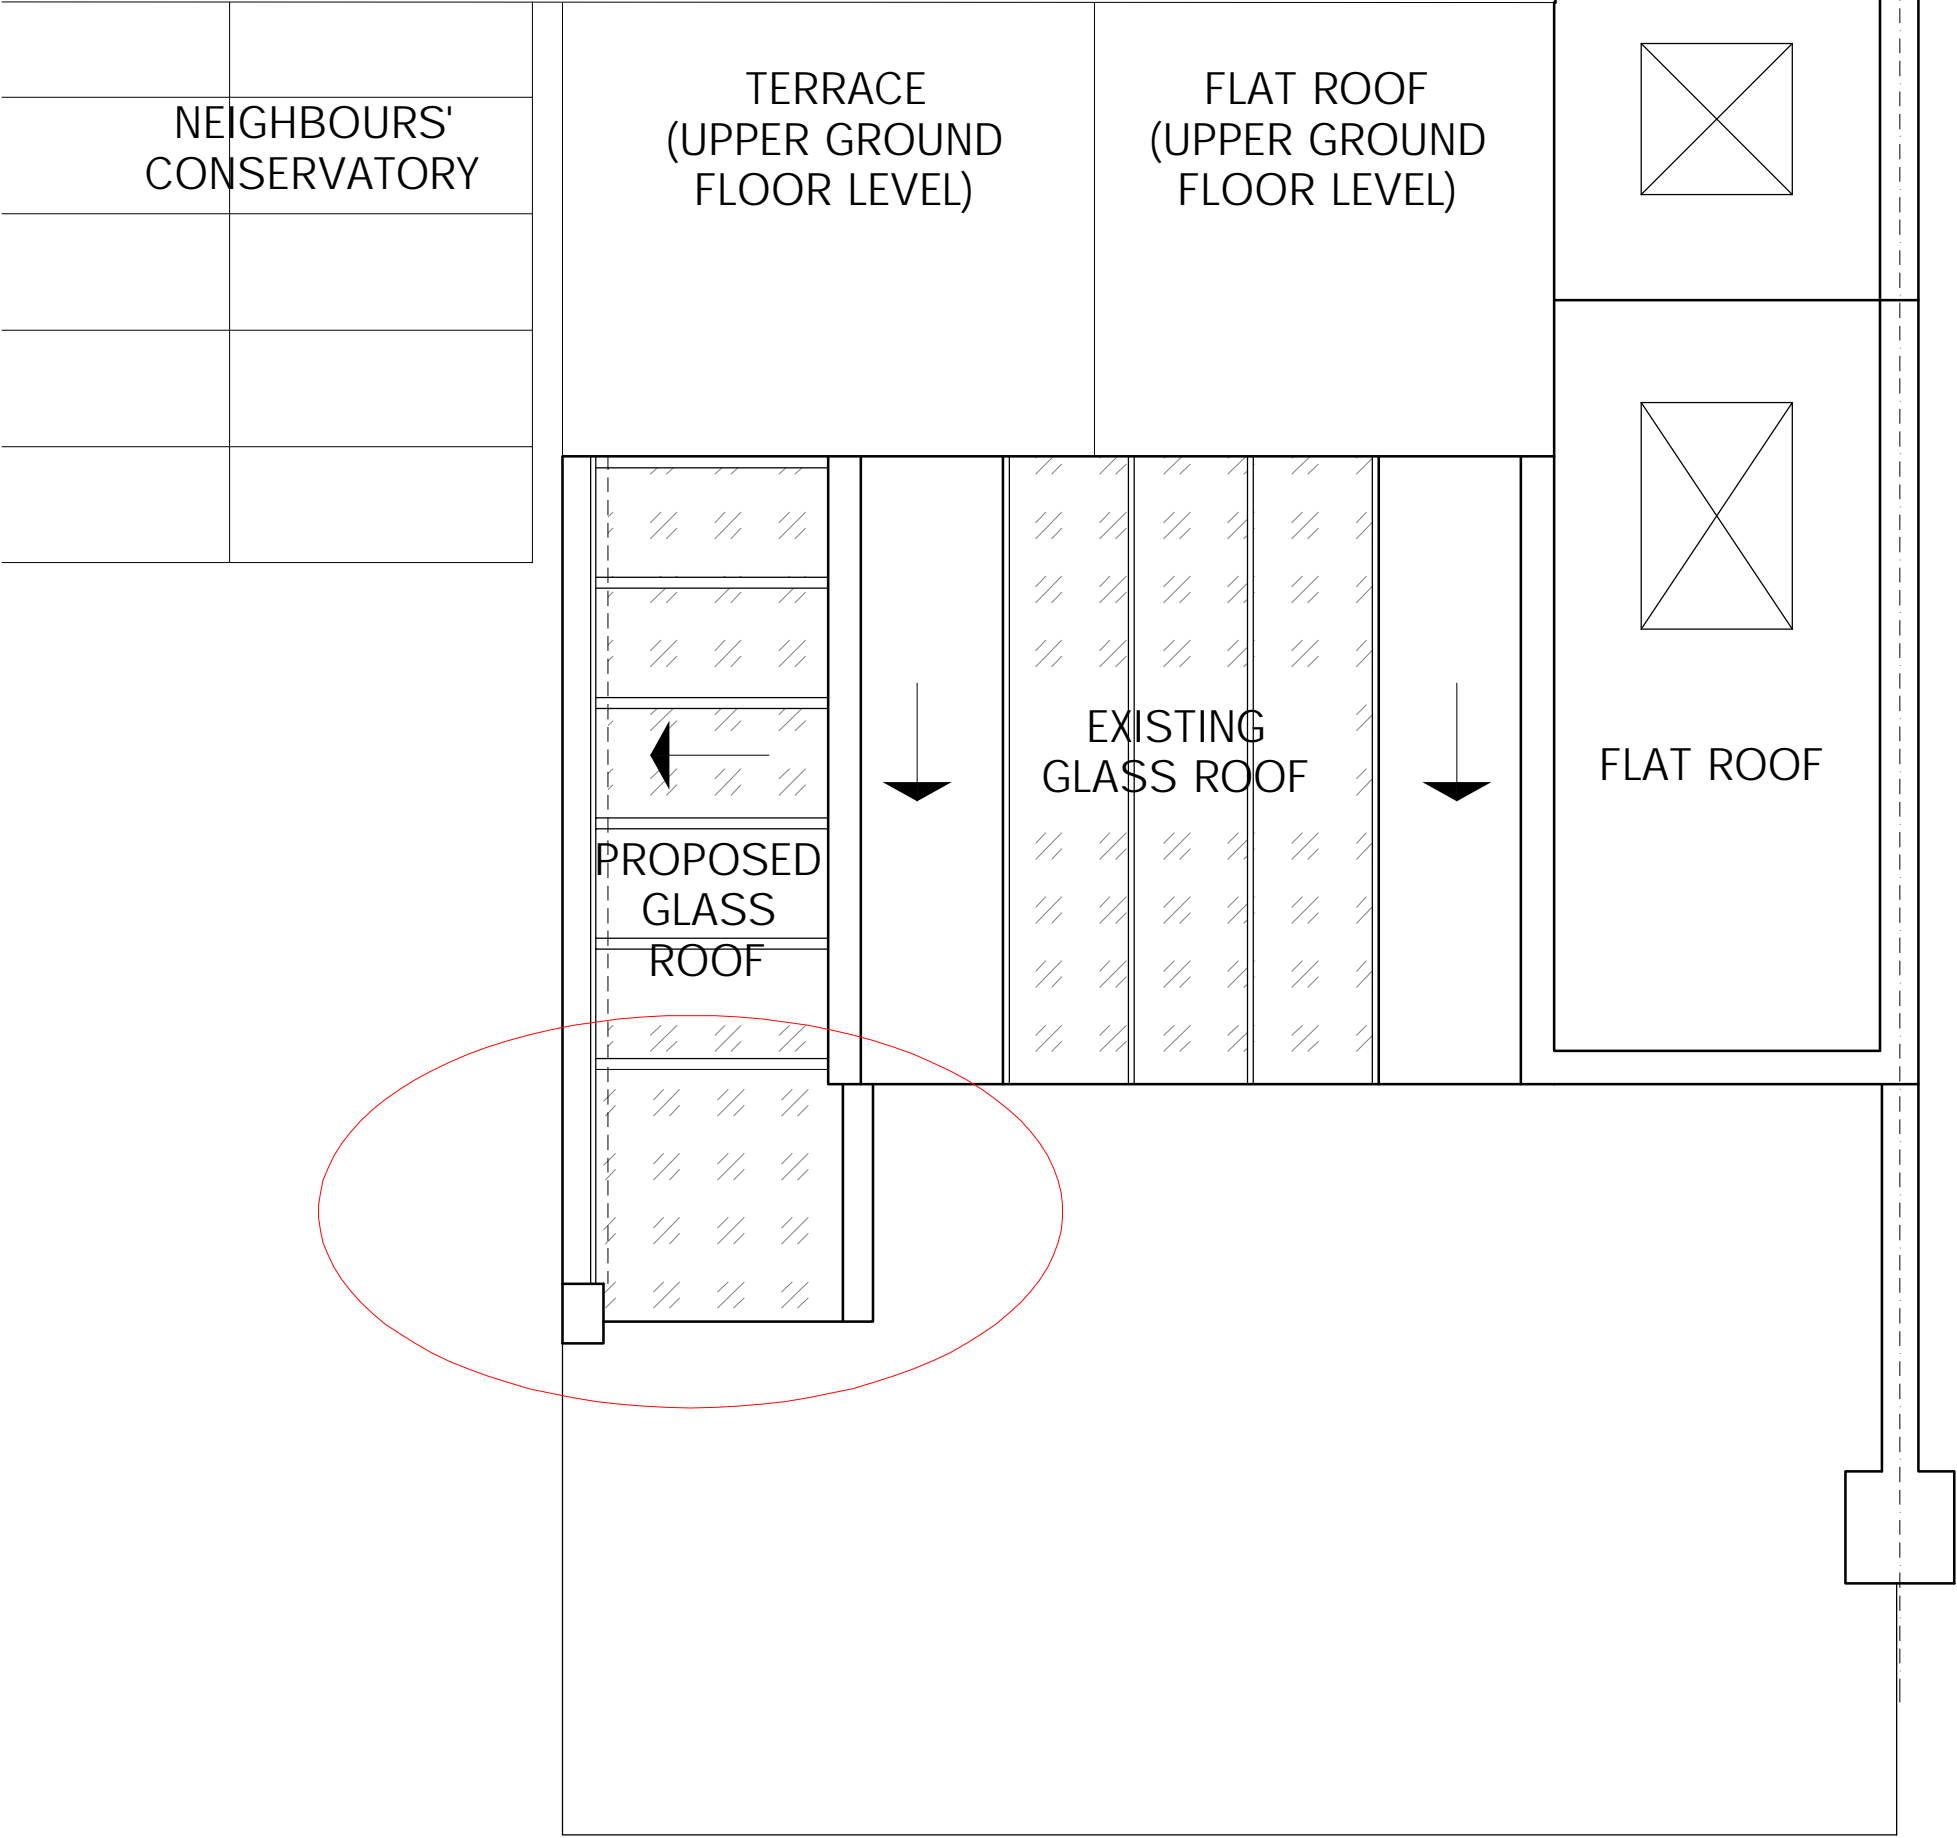 NEIGHBOURS'
CONSERVATORY
TERRACE
(UPPER GROUND
FLOOR LEVEL)
FLAT ROOF
(UPPER GROUND
FLOOR LEVEL)
EXISTING
GLASS ROOF
FLAT ROOF
PROPOSED
GLASS
ROOF